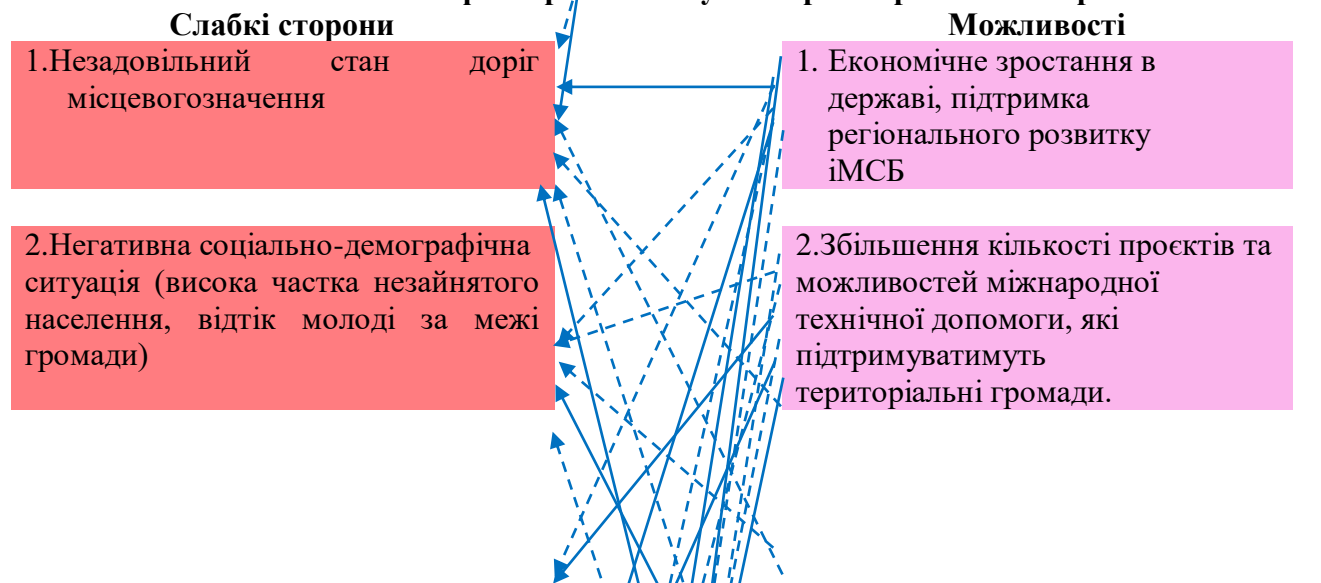 Слабкі сторони
Можливості
1.Незадовільний стан доріг
місцевогозначення
1. Економічне зростання в
державі, підтримка
регіонального розвитку
іМСБ
2.Негативна соціально-демографічна
ситуація (висока частка незайнятого
населення, відтік молоді за межі
громади)
2.Збільшення кількості проєктів та
можливостей міжнародної
технічної допомоги, які
підтримуватимуть
територіальні громади.